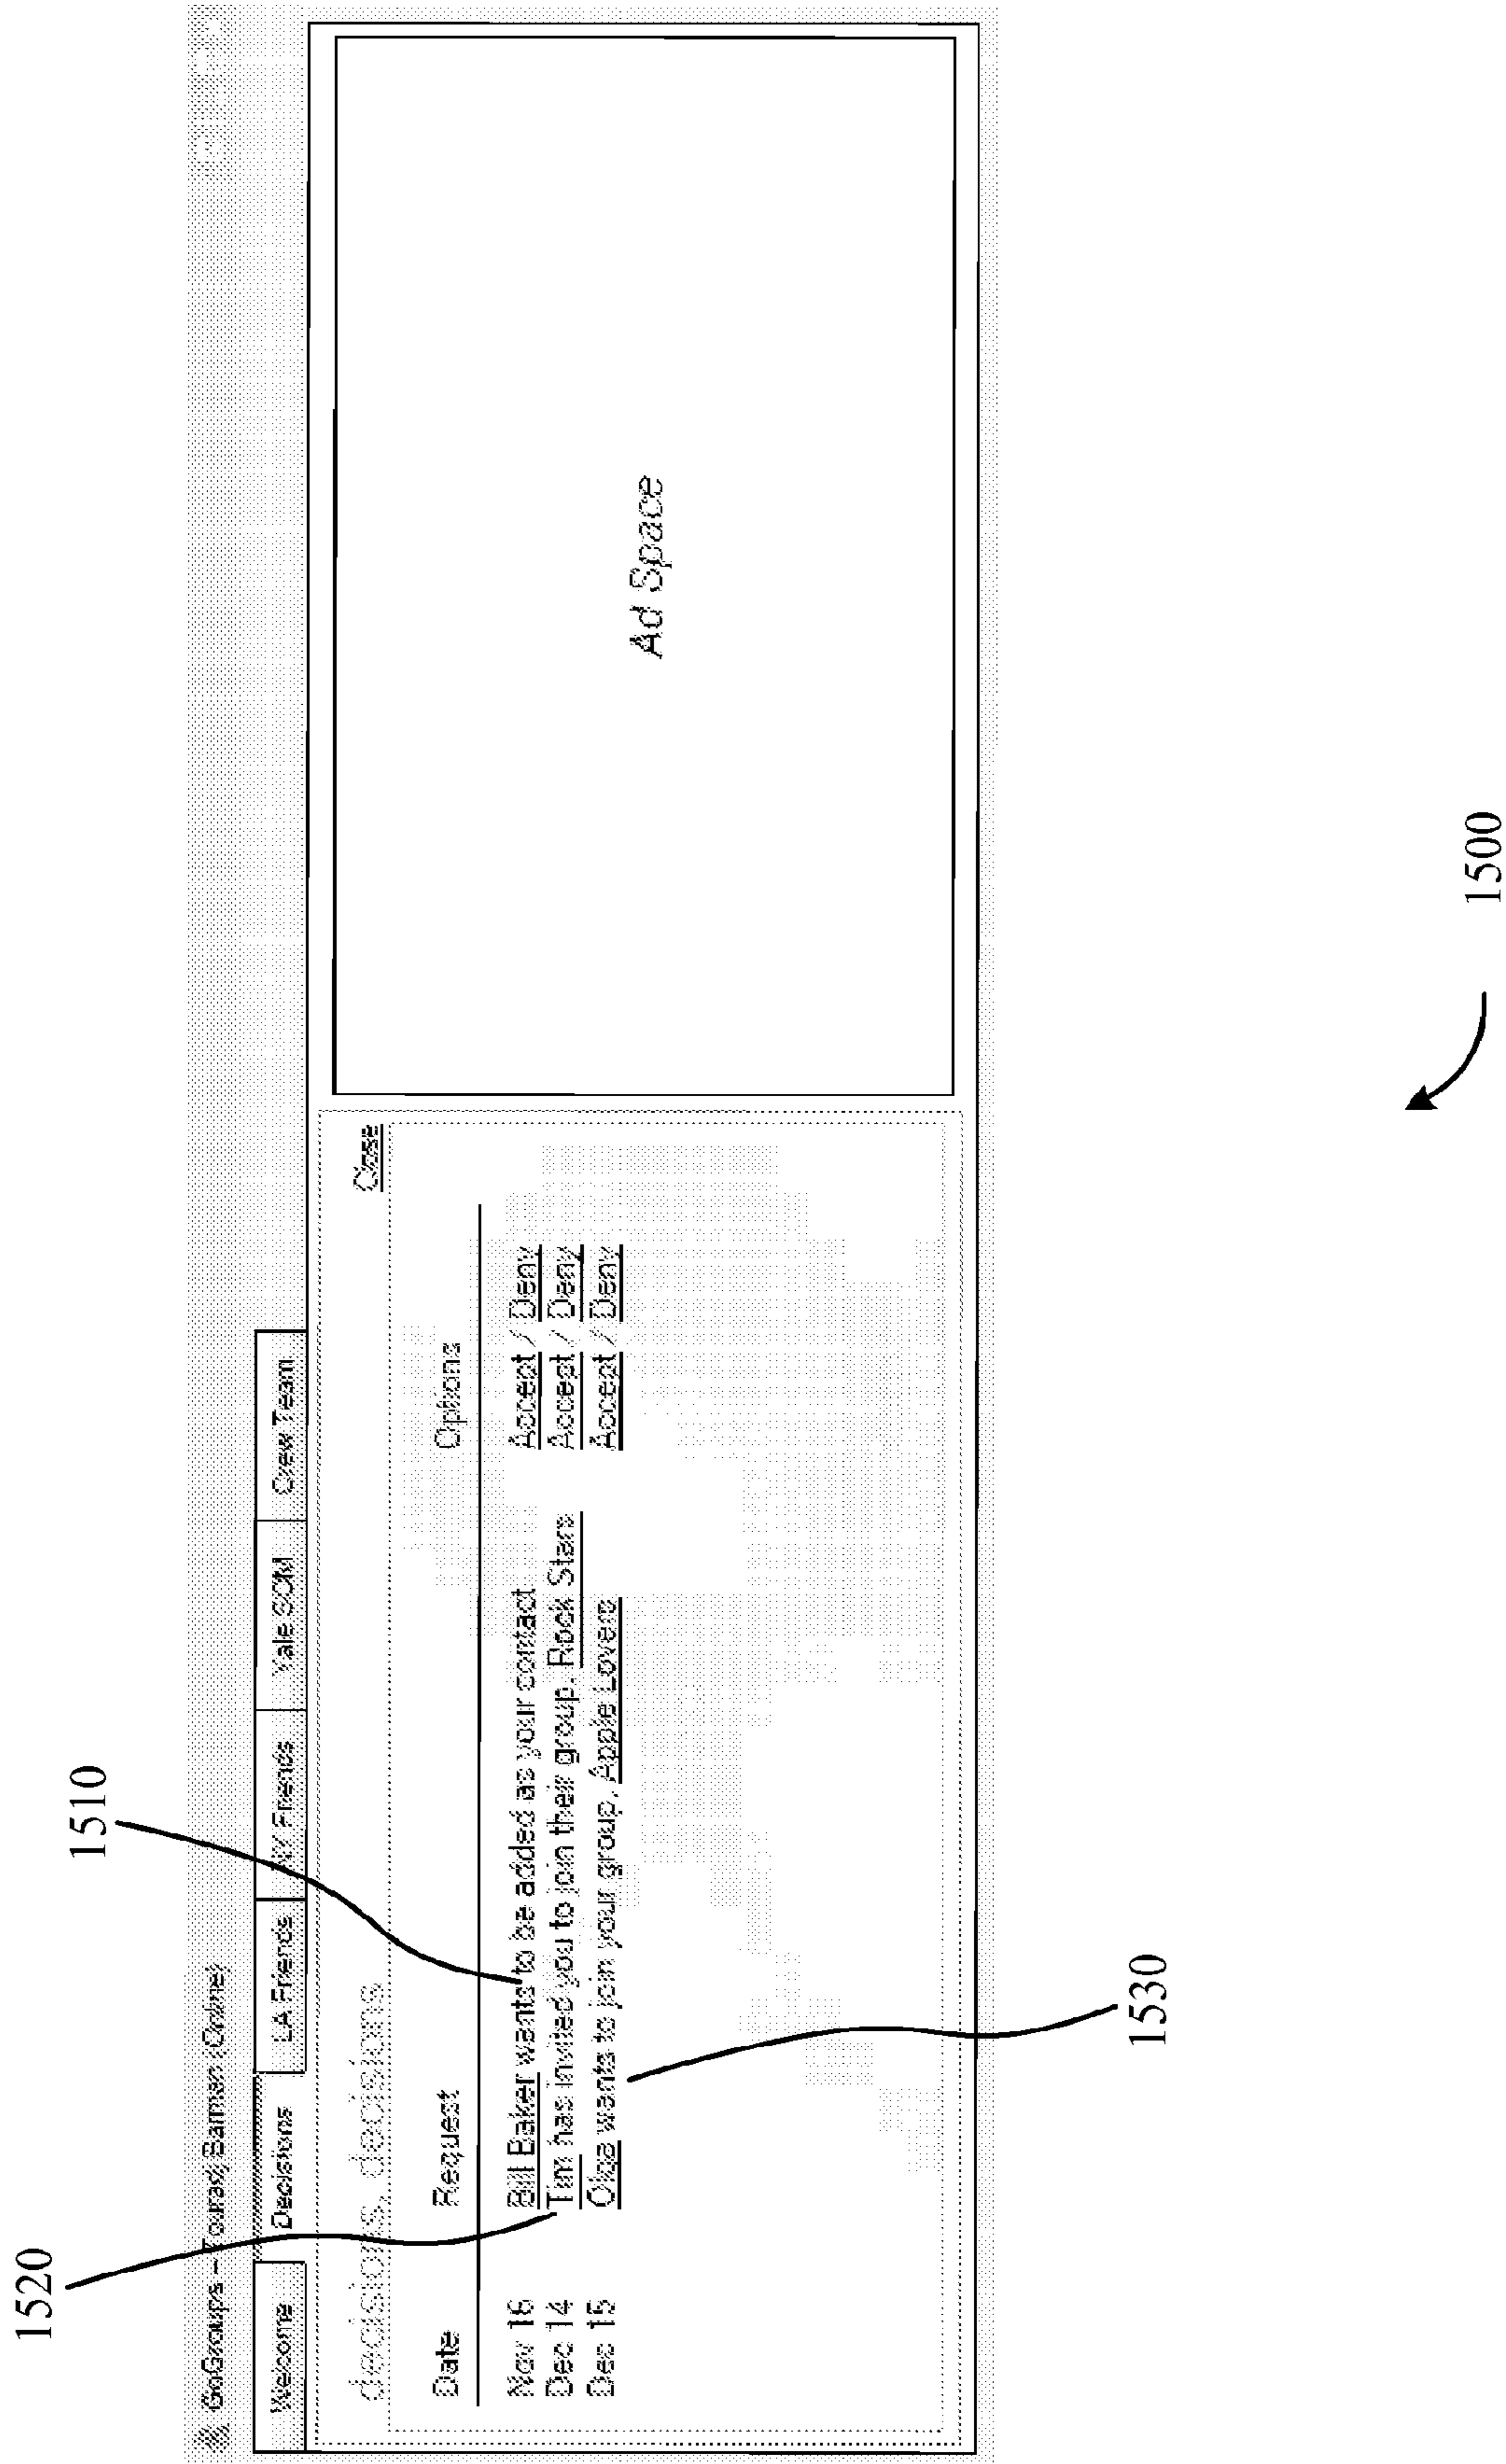 GoGroups – Touradj Barman (Online)
Welcome Decisions LA Friends NY Friends Yale SOM Crew Team
decisions, decisions
Close
Date Request Options
Nov 16 Bill Baker wants to be added as your contact Accept / Deny
Dec 14 Tim has invited you to join their group, Rock Stars Accept / Deny
Dec 15 Olga wants to join your group, Apple Lovers Accept / Deny
Ad Space
1510
1520
1530
1500